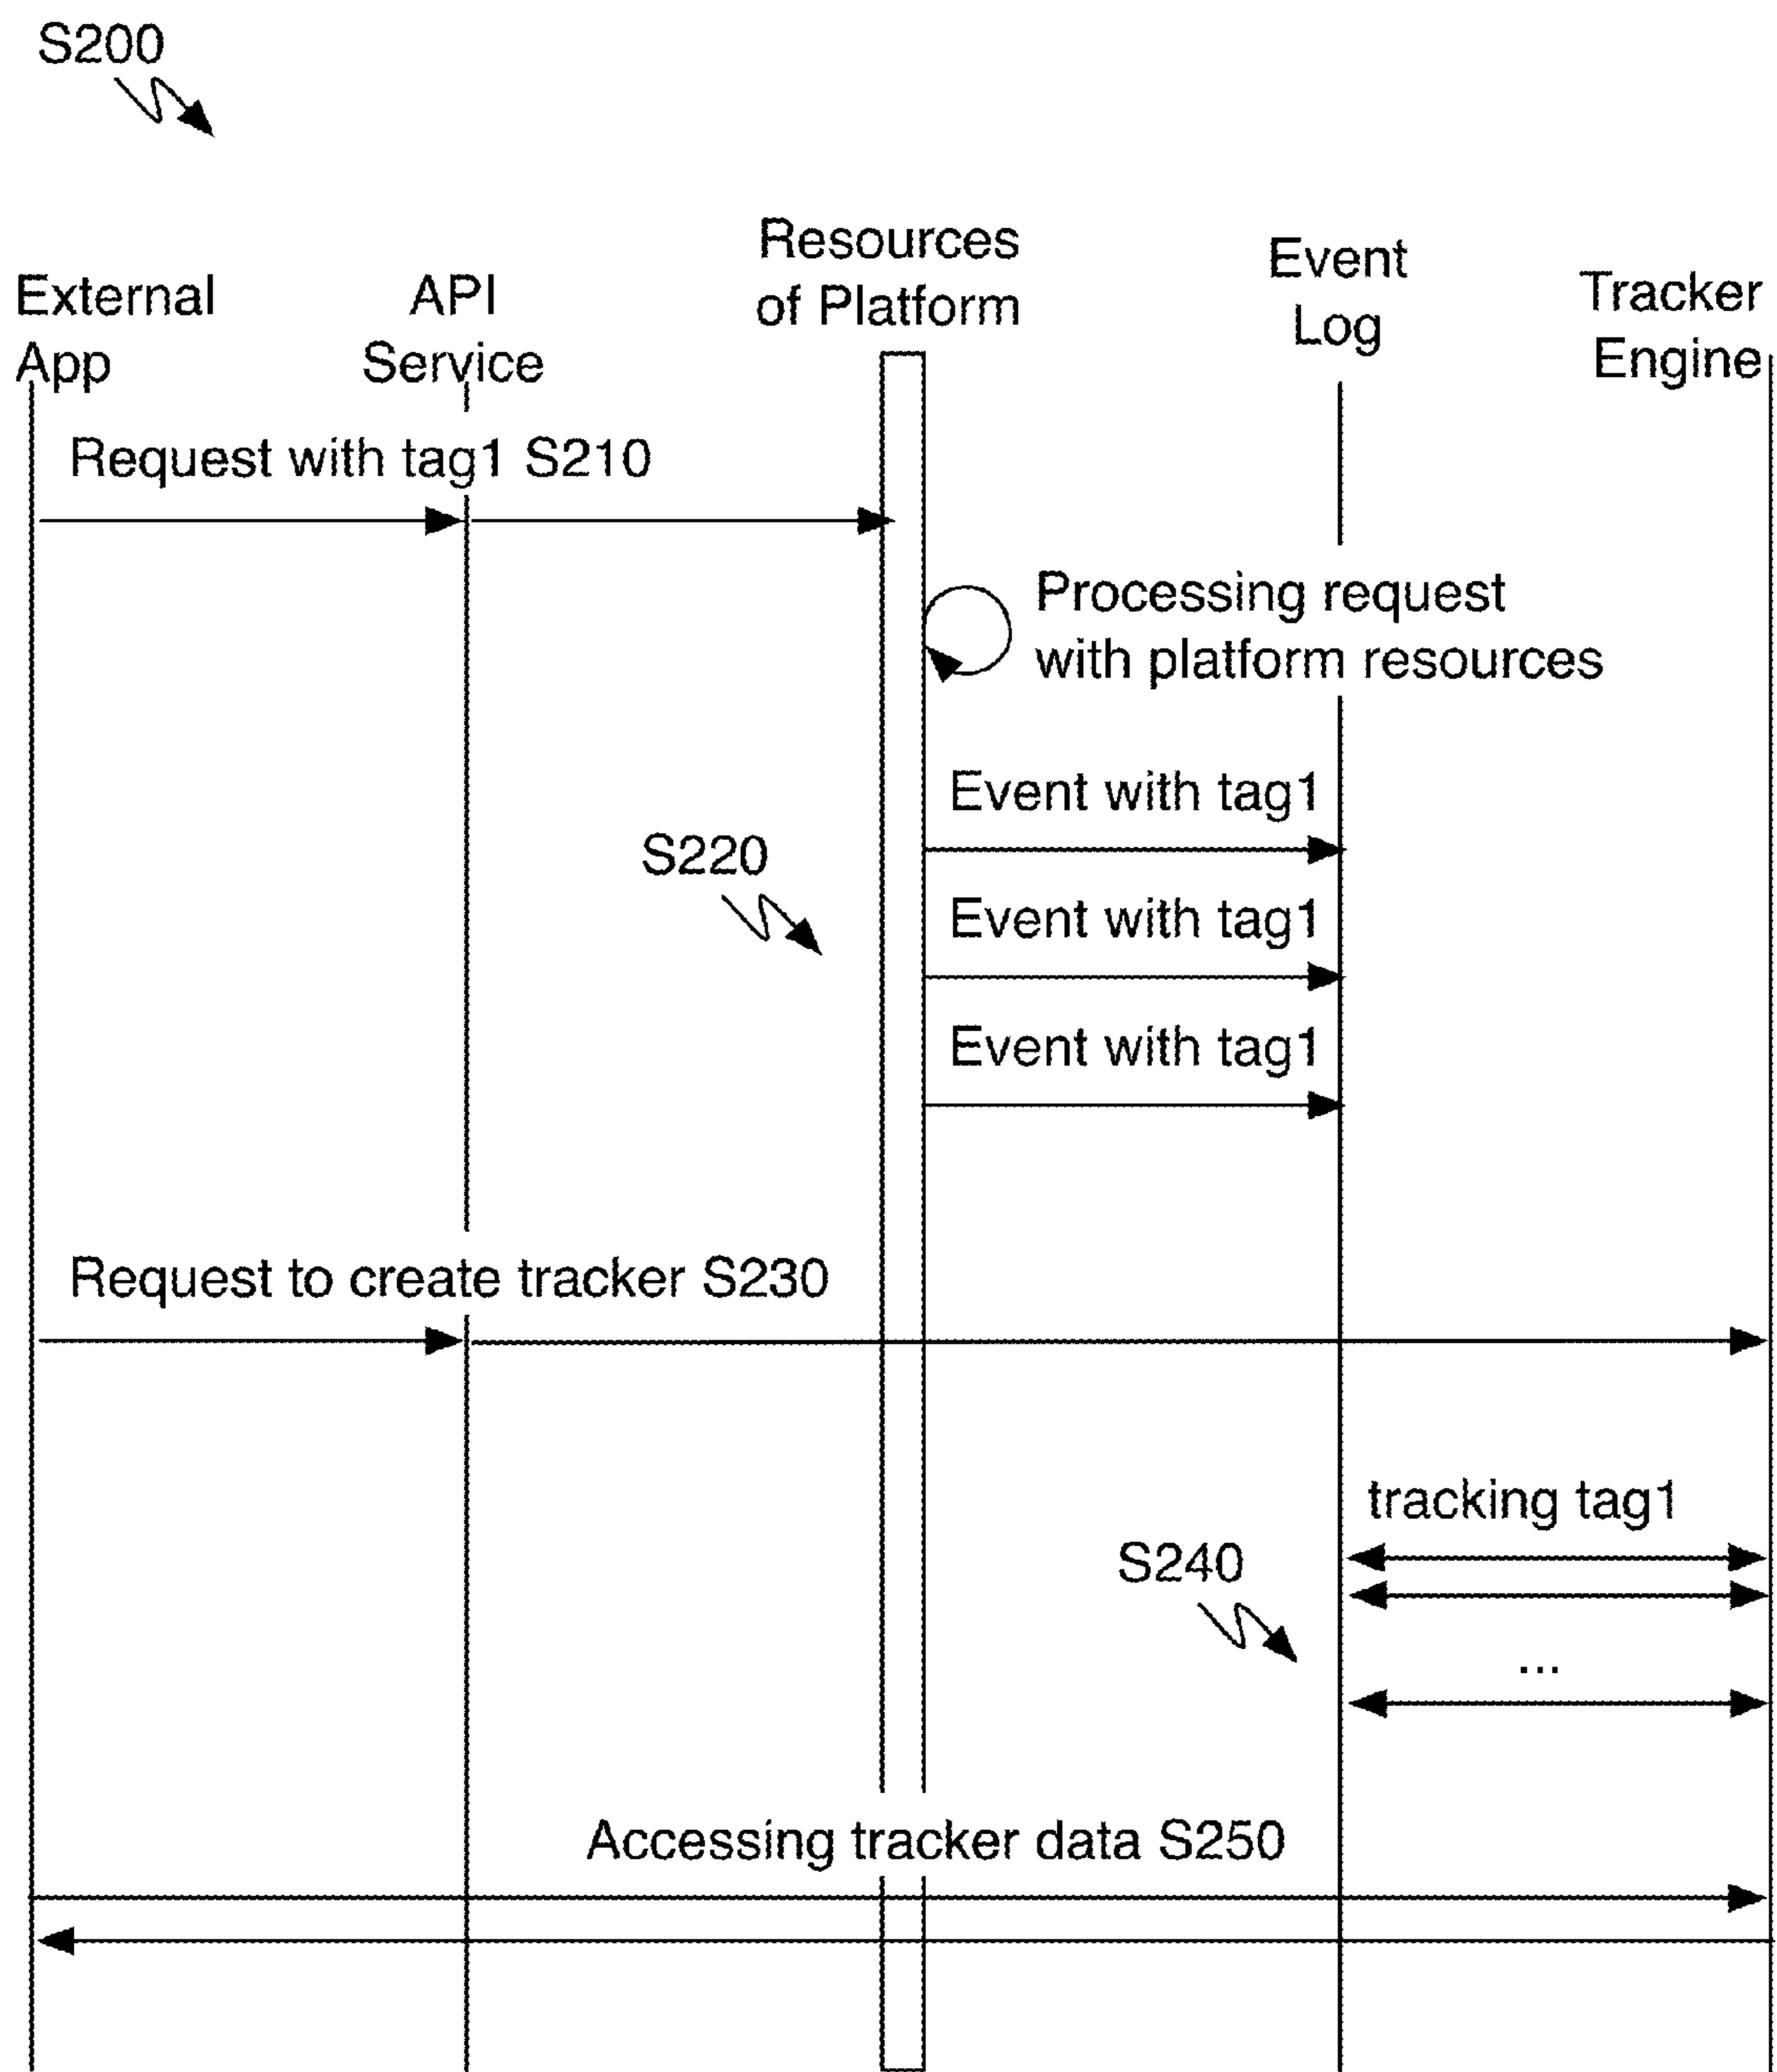 S200
External
App
API
Service
Resources
of Platform
Event
Log
Tracker
Engine
Request with tag1 S210
Processing request
with platform resources
Event with tag1
S220
Event with tag1
Event with tag1
Request to create tracker S230
tracking tag1
S240
...
Accessing tracker data S250